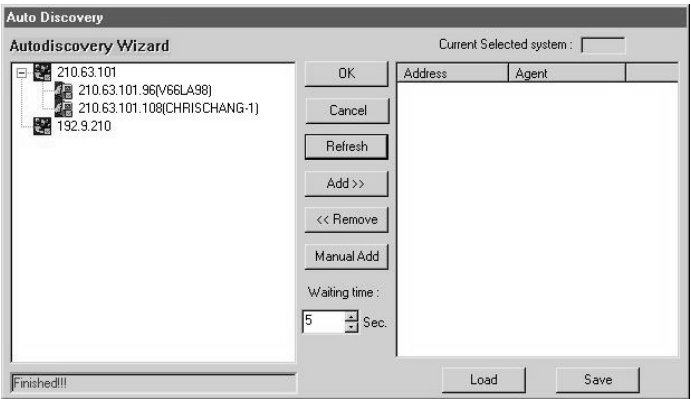 Auto Discovery
Autodiscovery Wizard
Current Selected system :
210.63.101
210.63.101.96(V66LA98)
210.63.101.108(CHRISCHANG-1)
192.9.210
OK
Cancel
Refresh
Add >>
<< Remove
Manual Add
Waiting time :
5 Sec.
Address Agent
Finished!!!
Load Save